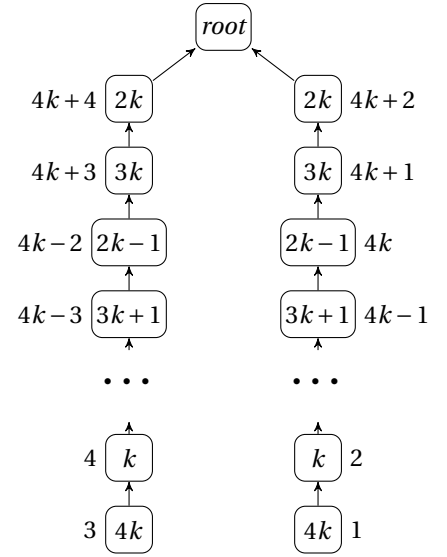 root
4k+4 2k 2k 4k+2
4k+3 3k 3k 4k+1
4k−2 2k−1 2k−1 4k
4k−3 3k+1 3k+1 4k−1
... ...
4 k k 2
3 4k 4k 1